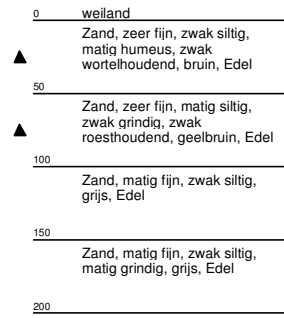 0 weiland
Zand, zeer fijn, zwak siltig,
matig humeus, zwak
wortelhoudend, bruin, Edel
50
Zand, zeer fijn, matig siltig,
zwak grindig, zwak
roesthoudend, geelbruin, Edel
100
Zand, matig fijn, zwak siltig,
grijs, Edel
150
Zand, matig fijn, zwak siltig,
matig grindig, grijs, Edel
200